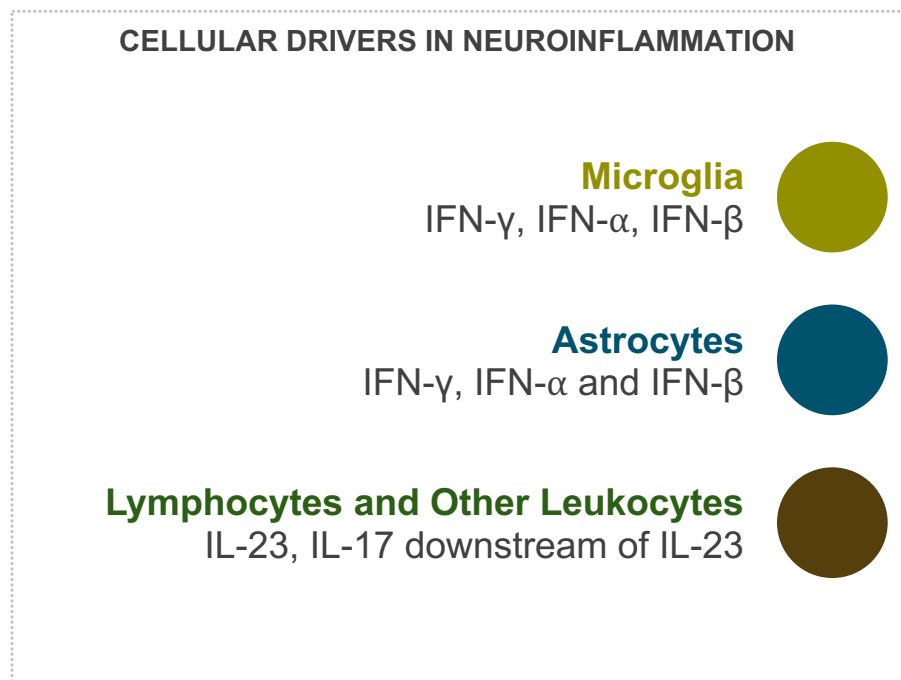 CELLULAR DRIVERS IN NEUROINFLAMMATION
Microglia
IFN-γ, IFN-α, IFN-β
Astrocytes
IFN-γ, IFN-α and IFN-β
Lymphocytes and Other Leukocytes
IL-23, IL-17 downstream of IL-23